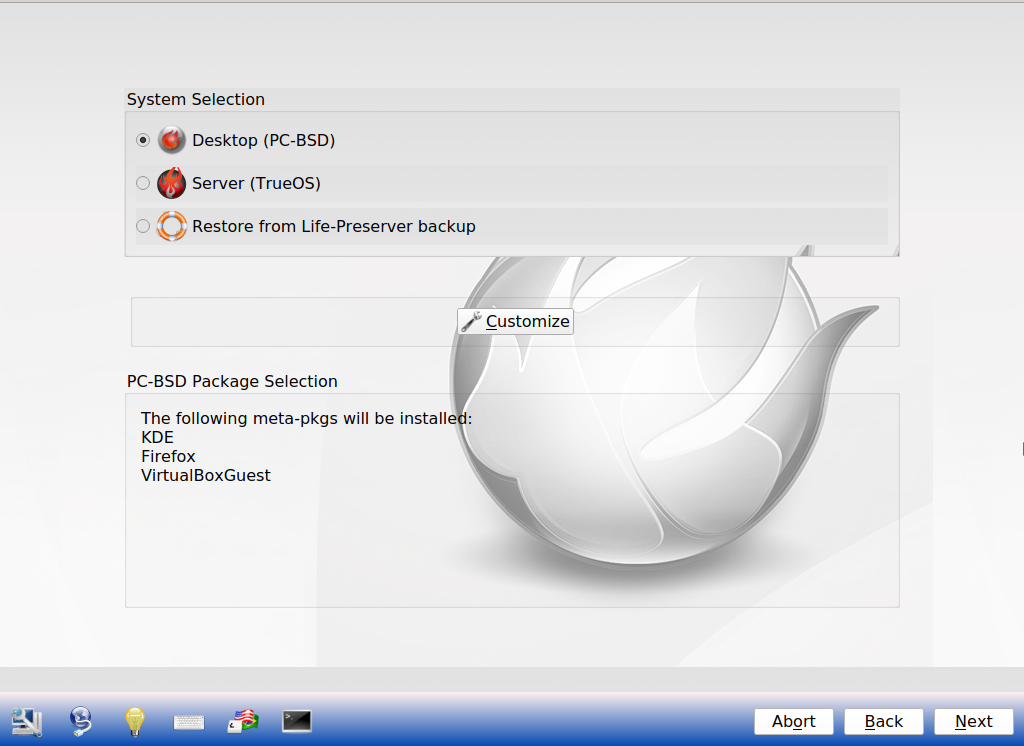 System Selection
Desktop (PC-BSD)
Server (TrueOS)
Restore from Life-Preserver backup
Customize
PC-BSD Package Selection
The following meta-pkgs will be installed:
KDE
Firefox
VirtualBoxGuest
Abort
Back
Next